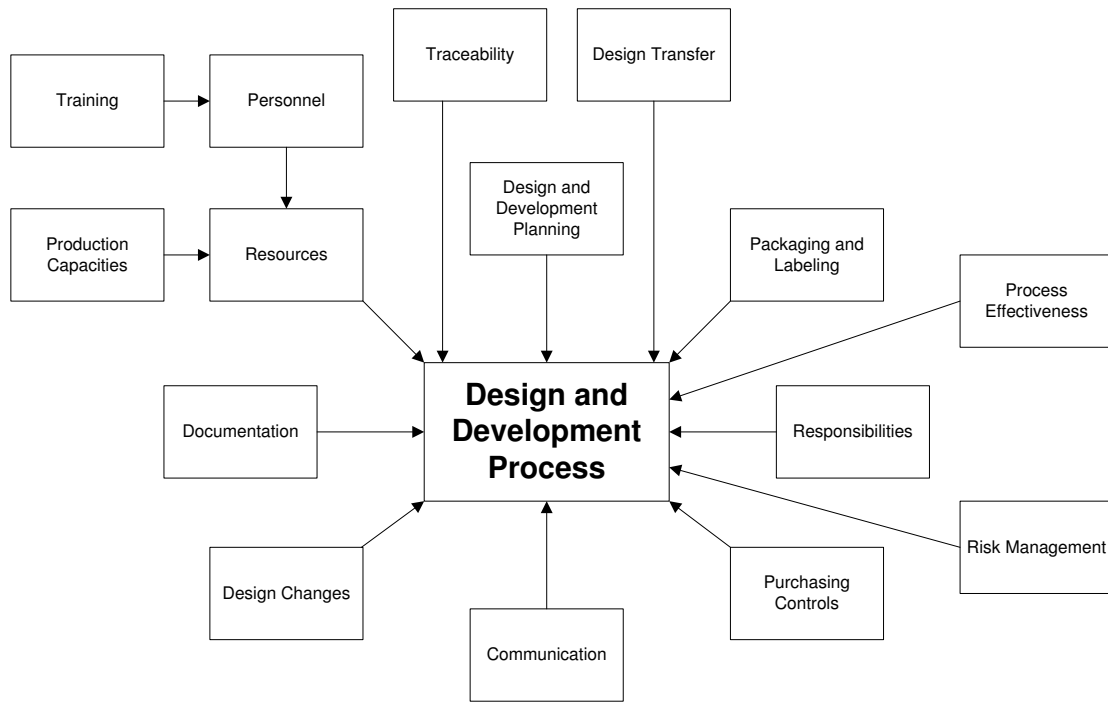 Traceability
Design Transfer
Training
Personnel
Design and
Development
Planning
Production
Capacities
Resources
Packaging and
Labeling
Process
Effectiveness
Design and
Development
Process
Documentation
Responsibilities
Design Changes
Risk Management
Purchasing
Controls
Communication